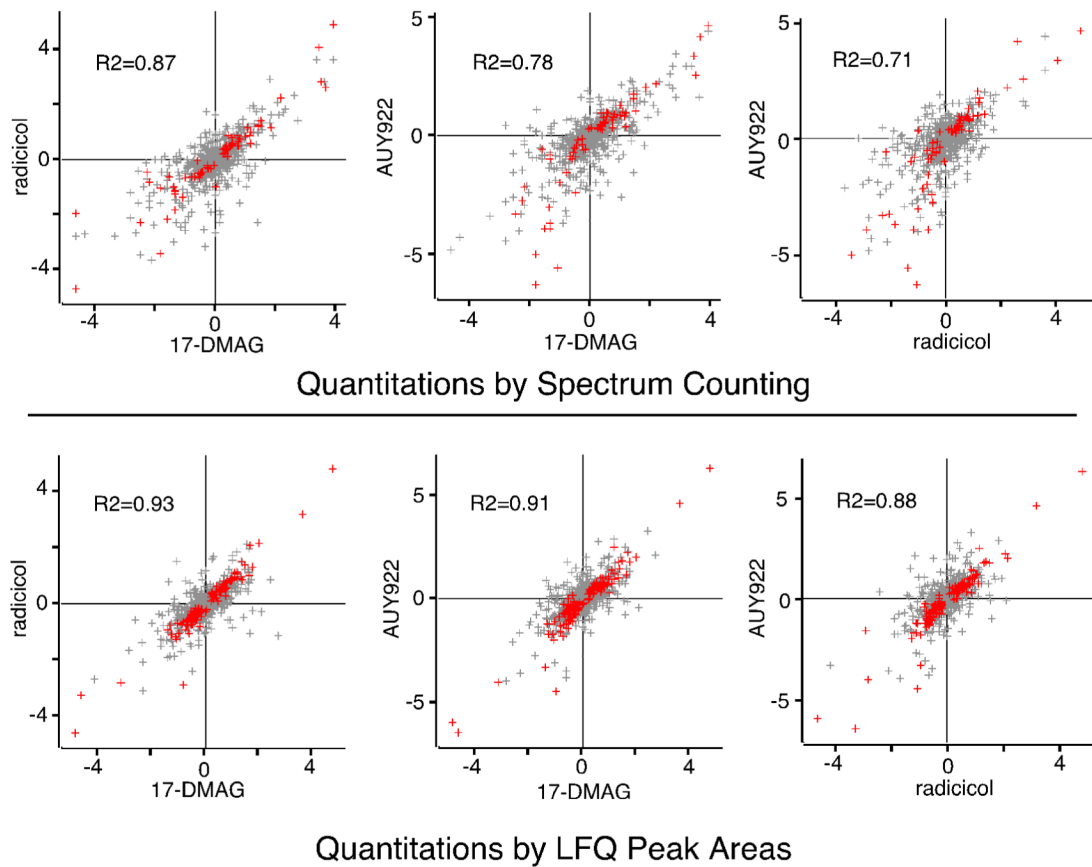 R2=0.87
radicicol
4
0
-4
-4
0
4
17-DMAG
R2=0.78
AUY922
5
0
-5
-4
0
4
17-DMAG
R2=0.71
AUY922
5
0
-5
-4
0
4
radicicol
Quantitations by Spectrum Counting
R2=0.93
radicicol
4
0
-4
-4
0
4
17-DMAG
R2=0.91
AUY922
5
0
-5
-4
0
4
17-DMAG
R2=0.88
AUY922
5
0
-5
-4
0
4
radicicol
Quantitations by LFQ Peak Areas